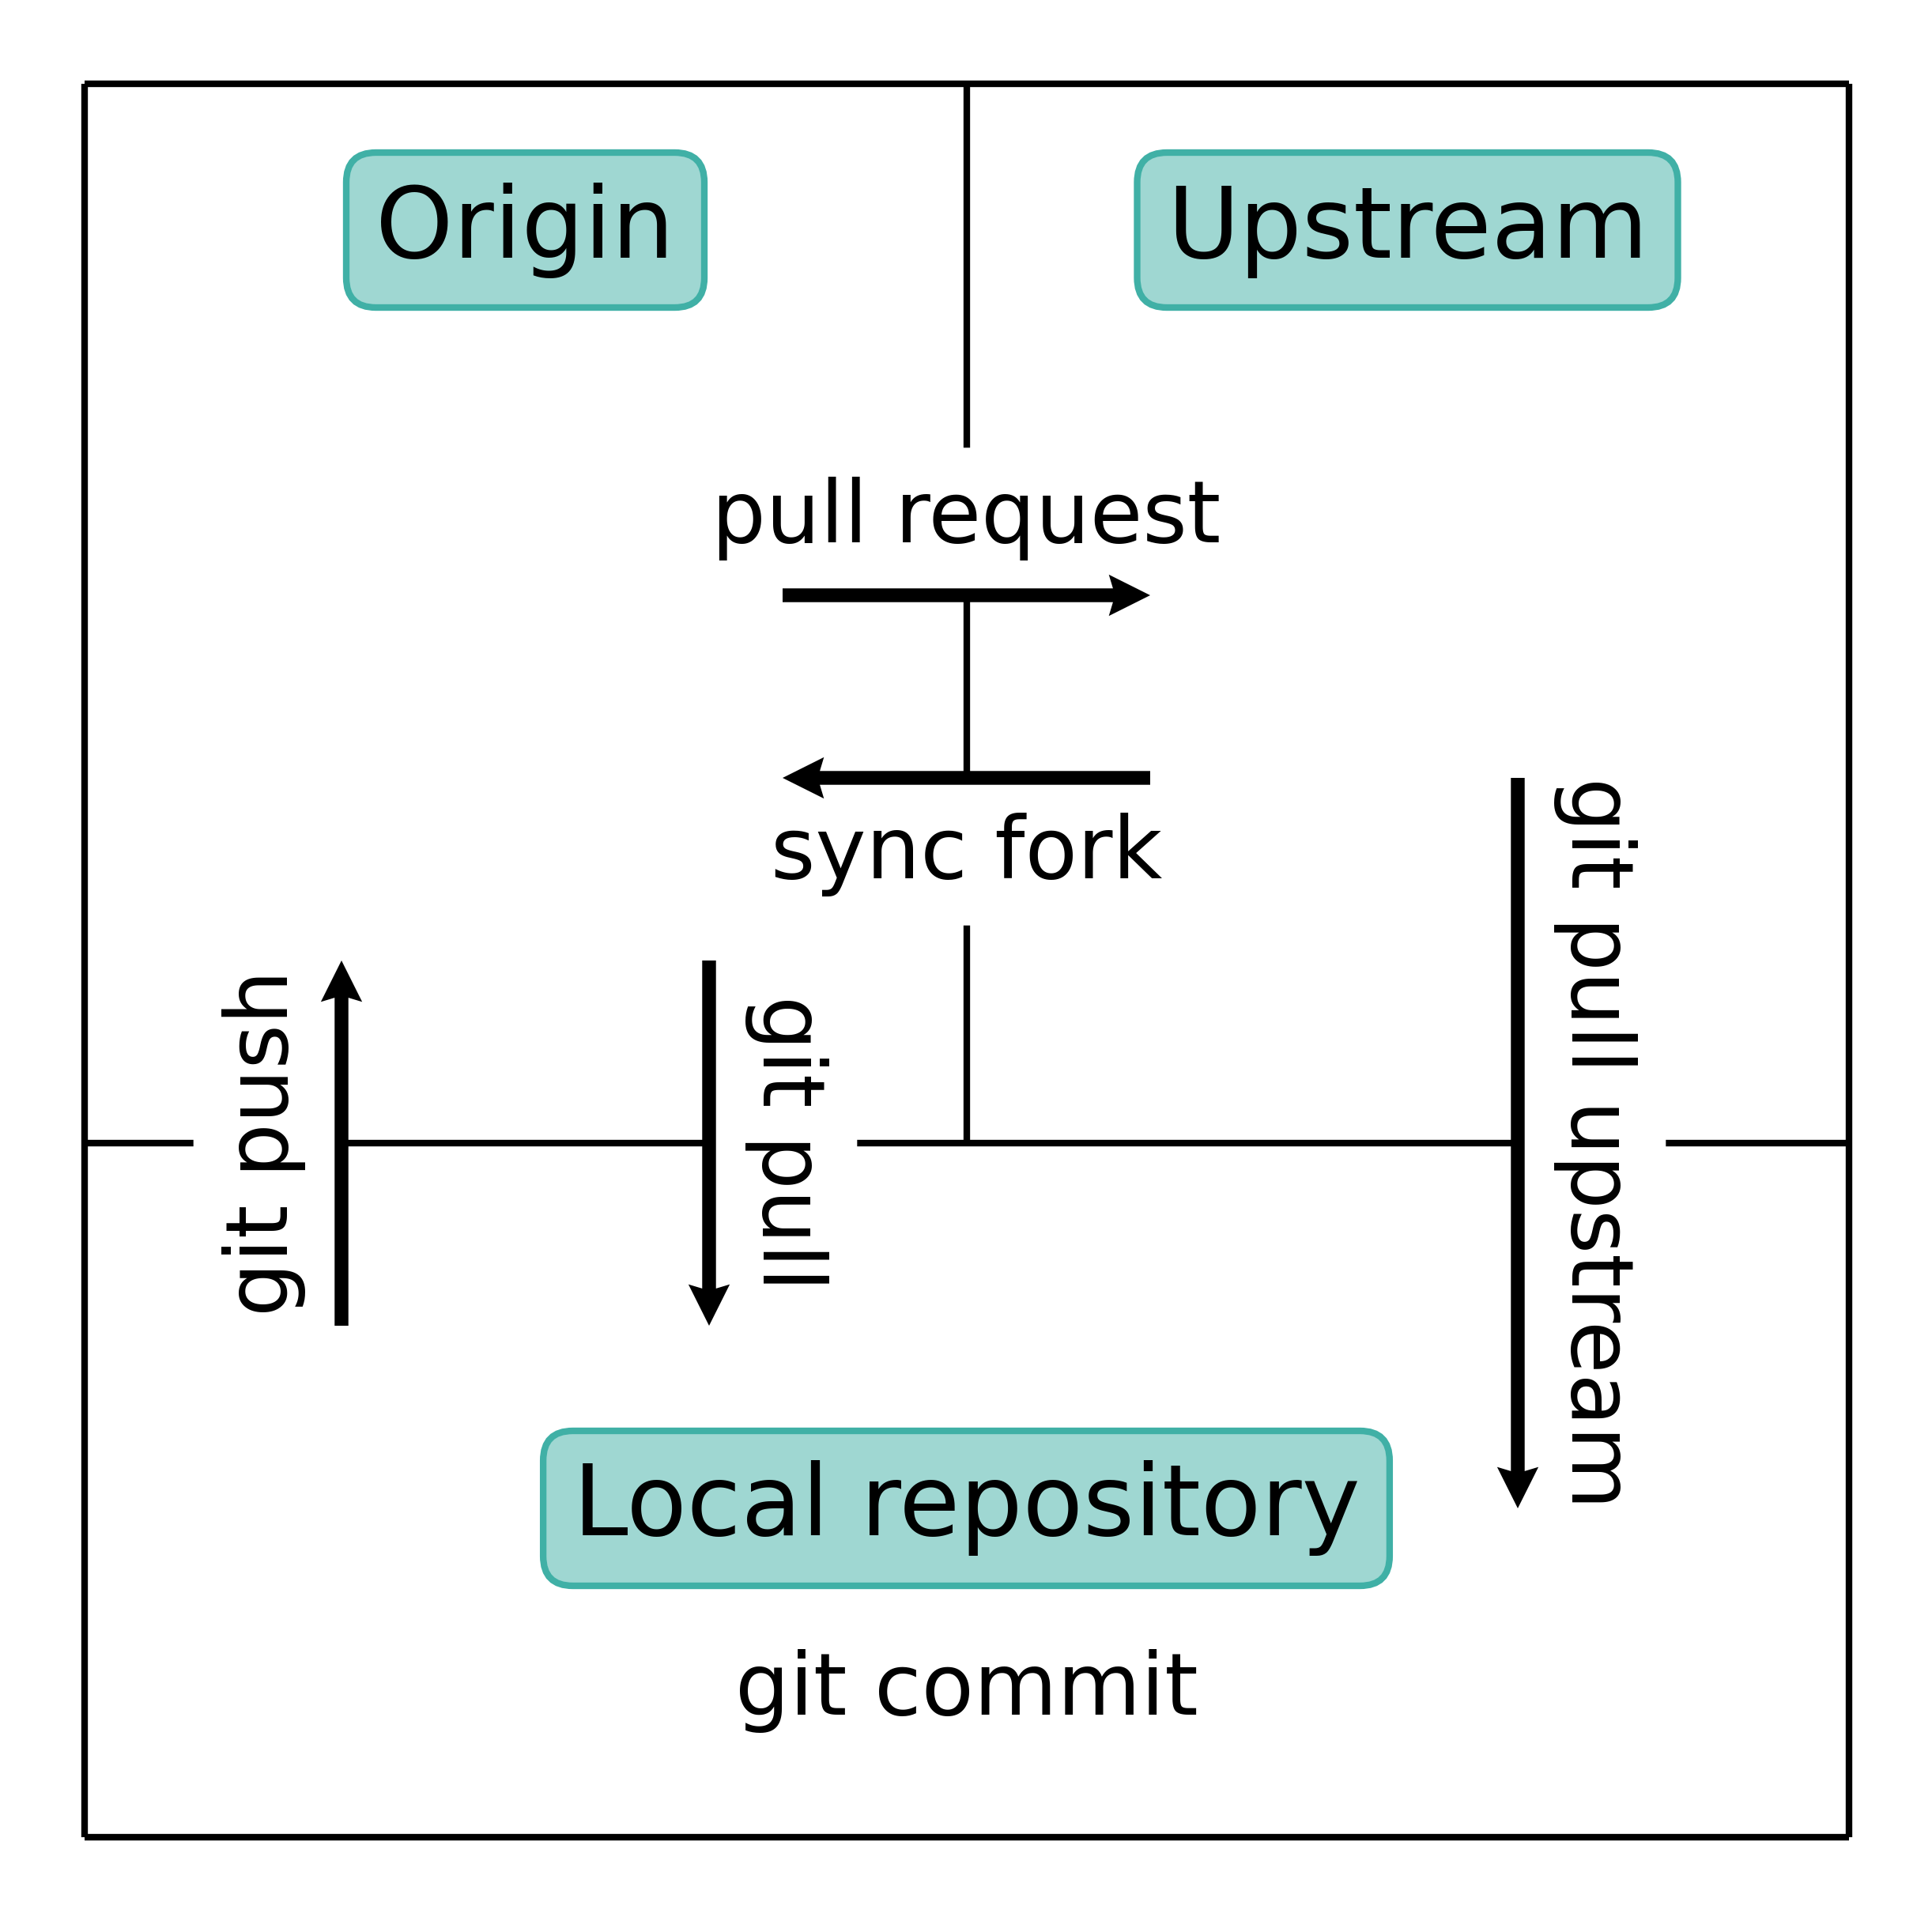 Origin
Upstream
pull request
sync fork
git push
git pull
git pull upstream
Local repository
git commit